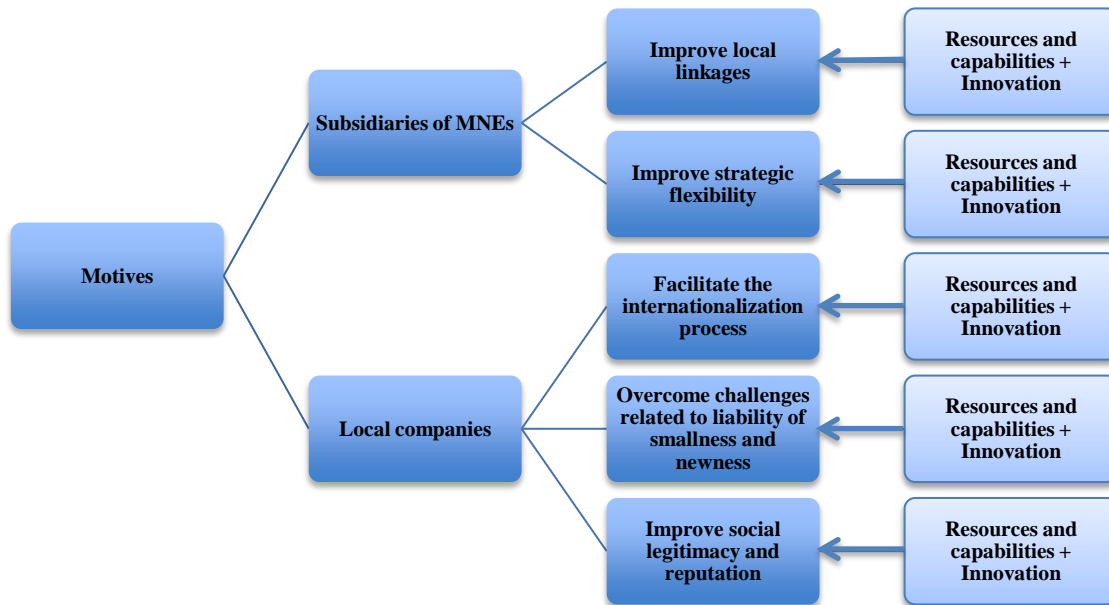 Motives
Subsidiaries of MNEs
Improve local
linkages
Resources and
capabilities +
Innovation
Improve strategic
flexibility
Resources and
capabilities +
Innovation
Local companies
Facilitate the
internationalization
process
Resources and
capabilities +
Innovation
Overcome challenges
related to liability of
smallness and
newness
Resources and
capabilities +
Innovation
Improve social
legitimacy and
reputation
Resources and
capabilities +
Innovation